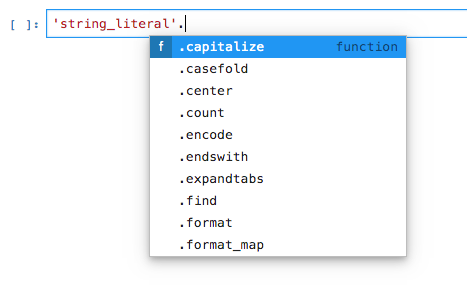 [ ]: 'string_literal'.
f .capitalize function
.casefold
.center
.count
.encode
.endswith
.expandtabs
.find
.format
.format_map